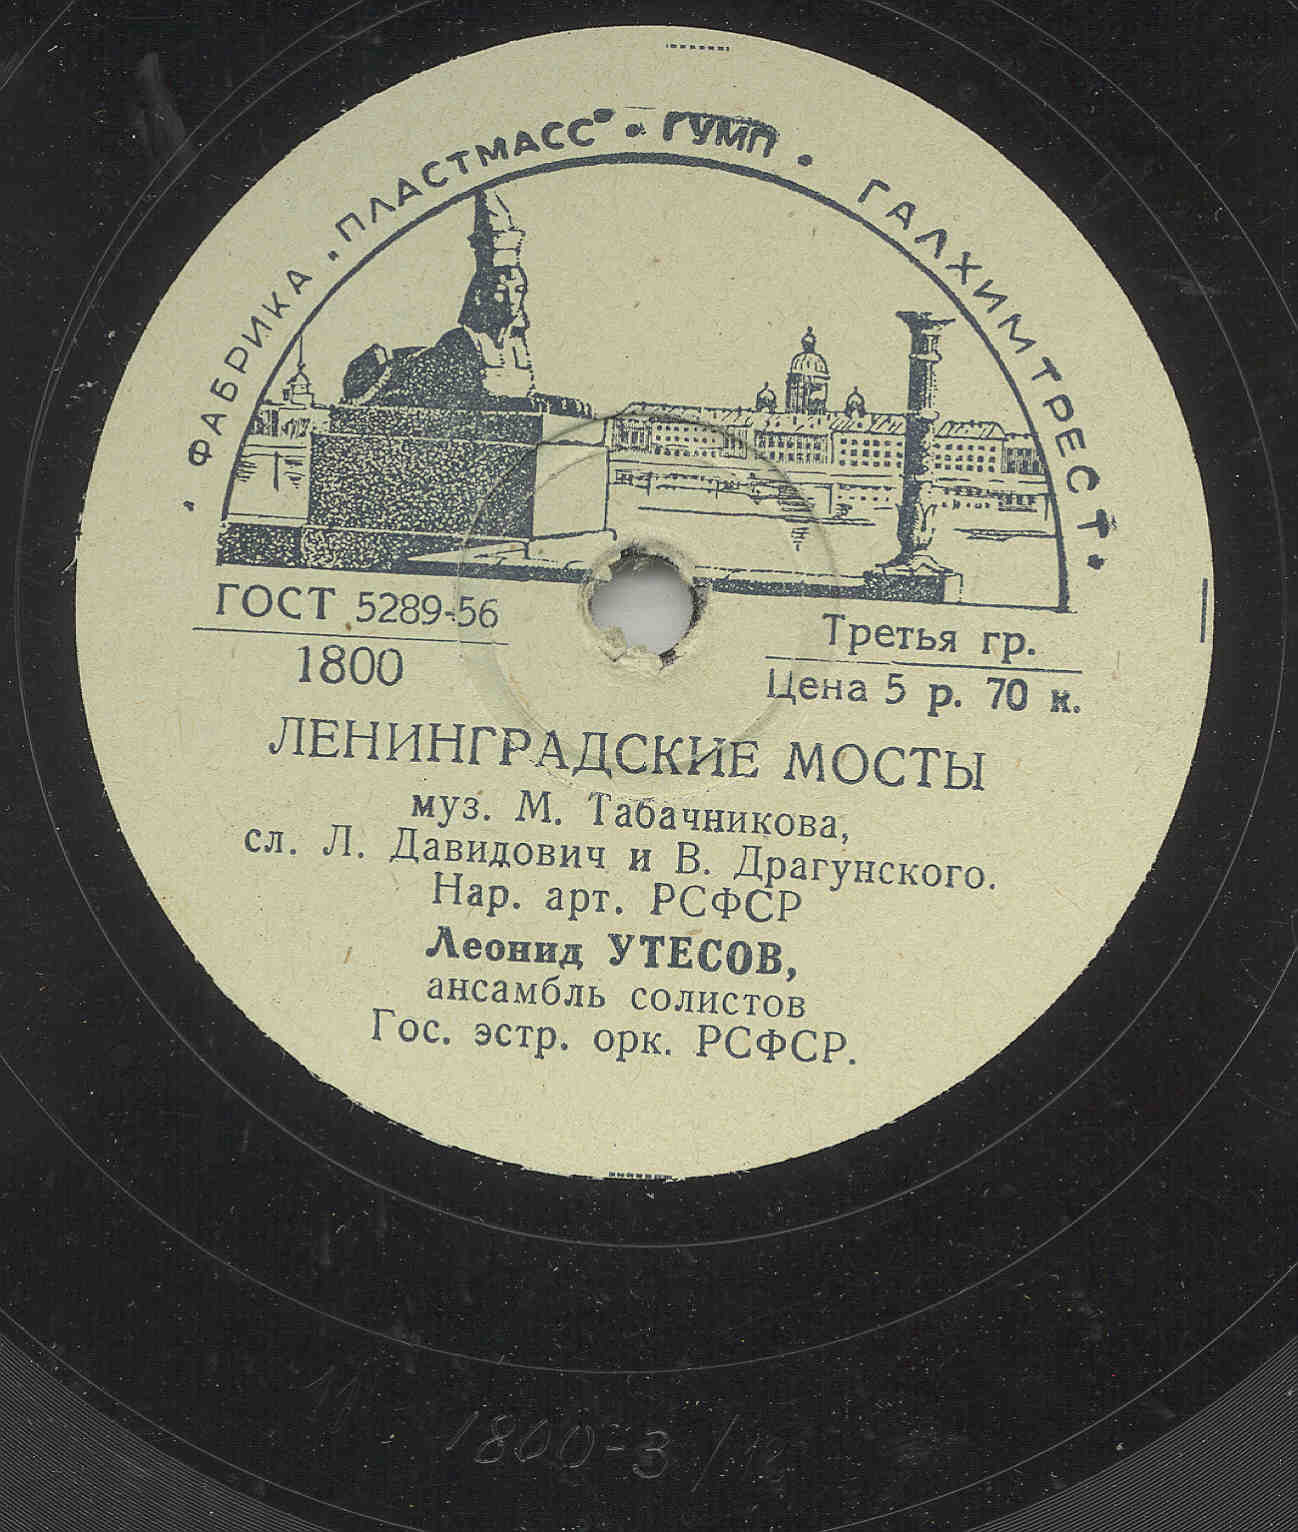 ФАБРИКА „ПЛАСТМАСС" • ГУМП • ГАЛХИМТРЕСТ •
ГОСТ 5289-56
1800
Третья гр.
Цена 5 р. 70 к.
ЛЕНИНГРАДСКИЕ МОСТЫ
муз. М. Табачникова,
сл. Л. Давидович и В. Драгунского.
Нар. арт. РСФСР
Леонид УТЕСОВ,
ансамбль солистов
Гос. эстр. орк. РСФСР.
1800-3